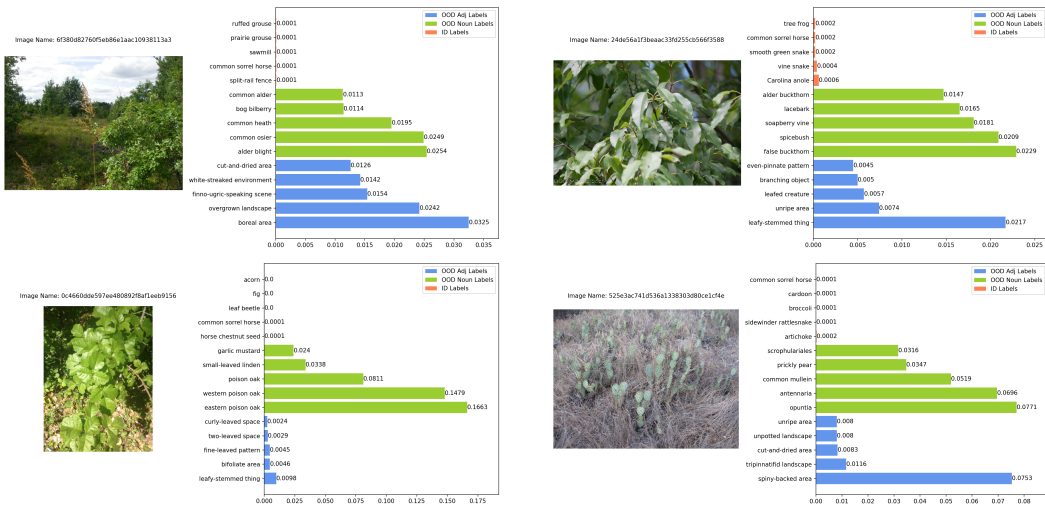 Image Name: 6f380d82760f5eb86e1aac10938113a3
OOD Adj Labels
OOD Noun Labels
ID Labels
ruffed grouse 0.0001
prairie grouse 0.0001
sawmill 0.0001
common sorrel horse 0.0001
split-rail fence 0.0001
common alder 0.0113
bog bilberry 0.0114
common heath 0.0195
common osier 0.0249
alder blight 0.0254
cut-and-dried area 0.0126
white-streaked environment 0.0142
finno-ugric-speaking scene 0.0154
overgrown landscape 0.0242
boreal area 0.0325
0.000 0.005 0.010 0.015 0.020 0.025 0.030 0.035
Image Name: 24de56a1f3beaac33fd255cb566f3588
OOD Adj Labels
OOD Noun Labels
ID Labels
tree frog 0.0002
common sorrel horse 0.0002
smooth green snake 0.0002
vine snake 0.0004
Carolina anole 0.0006
alder buckthorn 0.0147
lacebark 0.0165
soapberry vine 0.0181
spicebush 0.0209
false buckthorn 0.0229
even-pinnate pattern 0.0045
branching object 0.005
leafed creature 0.0057
unripe area 0.0074
leafy-stemmed thing 0.0217
0.000 0.005 0.010 0.015 0.020 0.025
Image Name: 0c4660dde597ee480892f8af1eeb9156
OOD Adj Labels
OOD Noun Labels
ID Labels
acorn 0.0
fig 0.0
leaf beetle 0.0
common sorrel horse 0.0001
horse chestnut seed 0.0001
garlic mustard 0.024
small-leaved linden 0.0338
poison oak 0.0811
western poison oak 0.1479
eastern poison oak 0.1663
curly-leaved space 0.0024
two-leaved space 0.0029
fine-leaved pattern 0.0045
bifoliate area 0.0046
leafy-stemmed thing 0.0098
0.000 0.025 0.050 0.075 0.100 0.125 0.150 0.175
Image Name: 525e3ac741d536a1338303d80ce1cf4e
OOD Adj Labels
OOD Noun Labels
ID Labels
common sorrel horse 0.0001
cardoon 0.0001
broccoli 0.0001
sidewinder rattlesnake 0.0001
artichoke 0.0002
scrophulariales 0.0316
prickly pear 0.0347
common mullein 0.0519
antennaria 0.0696
opuntia 0.0771
unripe area 0.008
unpotted landscape 0.008
cut-and-dried area 0.0083
tripinnatifid landscape 0.0116
spiny-backed area 0.0753
0.00 0.01 0.02 0.03 0.04 0.05 0.06 0.07 0.08